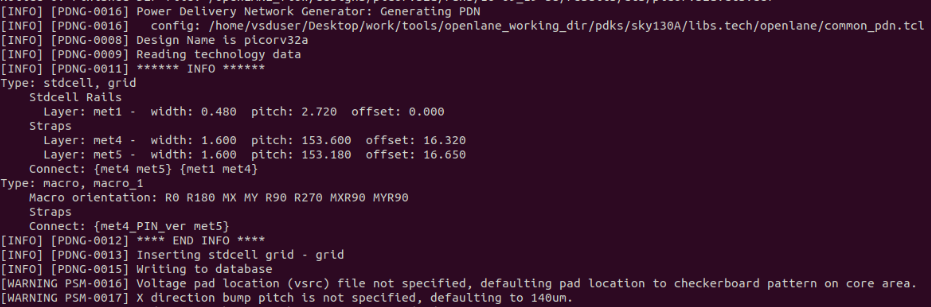 [INFO] [PDNG-0016] Power Delivery Network Generator: Generating PDN
[INFO] [PDNG-0016]   config: /home/vsduser/Desktop/work/tools/openlane_working_dir/pdks/sky130A/libs.tech/openlane/common_pdn.tcl
[INFO] [PDNG-0008] Design Name is picorv32a
[INFO] [PDNG-0009] Reading technology data
[INFO] [PDNG-0011] ****** INFO ******
Type: stdcell, grid
    Stdcell Rails
      Layer: met1 -  width: 0.480  pitch: 2.720  offset: 0.000
    Straps
      Layer: met4 -  width: 1.600  pitch: 153.600  offset: 16.320
      Layer: met5 -  width: 1.600  pitch: 153.180  offset: 16.650
    Connect: {met4 met5} {met1 met4}
Type: macro, macro_1
    Macro orientation: R0 R180 MX MY R90 R270 MXR90 MYR90
    Straps
    Connect: {met4_PIN_ver met5}
[INFO] [PDNG-0012] **** END INFO ****
[INFO] [PDNG-0013] Inserting stdcell grid - grid
[INFO] [PDNG-0015] Writing to database
[WARNING PSM-0016] Voltage pad location (vsrc) file not specified, defaulting pad location to checkerboard pattern on core area.
[WARNING PSM-0017] X direction bump pitch is not specified, defaulting to 140um.